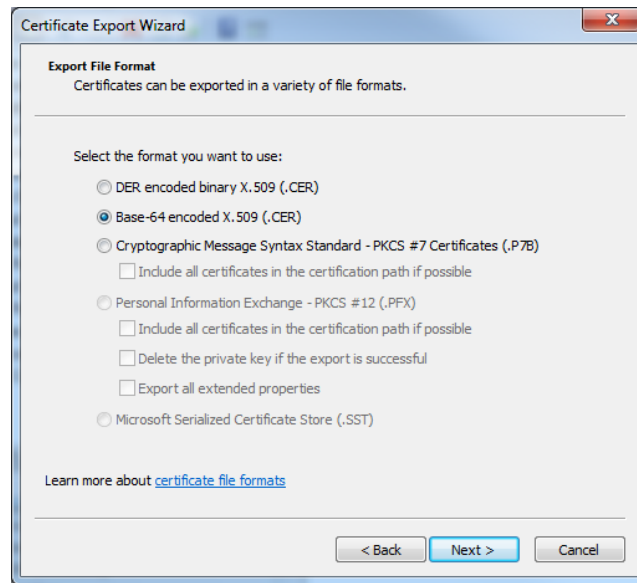 Certificate Export Wizard
Export File Format
Certificates can be exported in a variety of file formats.
Select the format you want to use:
DER encoded binary X.509 (.CER)
Base-64 encoded X.509 (.CER)
Cryptographic Message Syntax Standard - PKCS #7 Certificates (.P7B)
Include all certificates in the certification path if possible
Personal Information Exchange - PKCS #12 (.PFX)
Include all certificates in the certification path if possible
Delete the private key if the export is successful
Export all extended properties
Microsoft Serialized Certificate Store (.SST)
Learn more about certificate file formats
< Back Next > Cancel